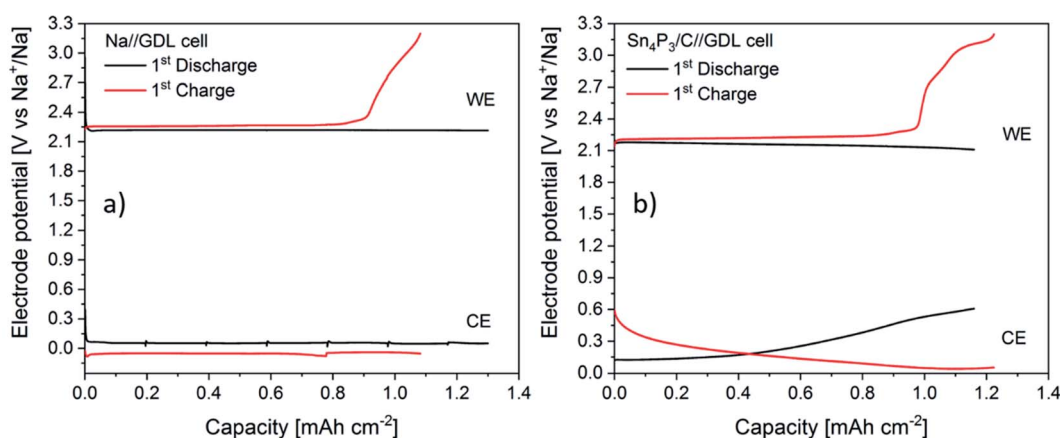 Electrode potential [V vs Na⁺/Na]
3.3
3.0
2.7
2.4
2.1
1.8
1.5
1.2
0.9
0.6
0.3
0.0
Na//GDL cell
1st Discharge
1st Charge
WE
a)
CE
0.0 0.2 0.4 0.6 0.8 1.0 1.2 1.4
Capacity [mAh cm⁻²]
Electrode potential [V vs Na⁺/Na]
3.3
3.0
2.7
2.4
2.1
1.8
1.5
1.2
0.9
0.6
0.3
0.0
Sn₄P₃/C//GDL cell
1st Discharge
1st Charge
WE
b)
CE
0.0 0.2 0.4 0.6 0.8 1.0 1.2 1.4
Capacity [mAh cm⁻²]